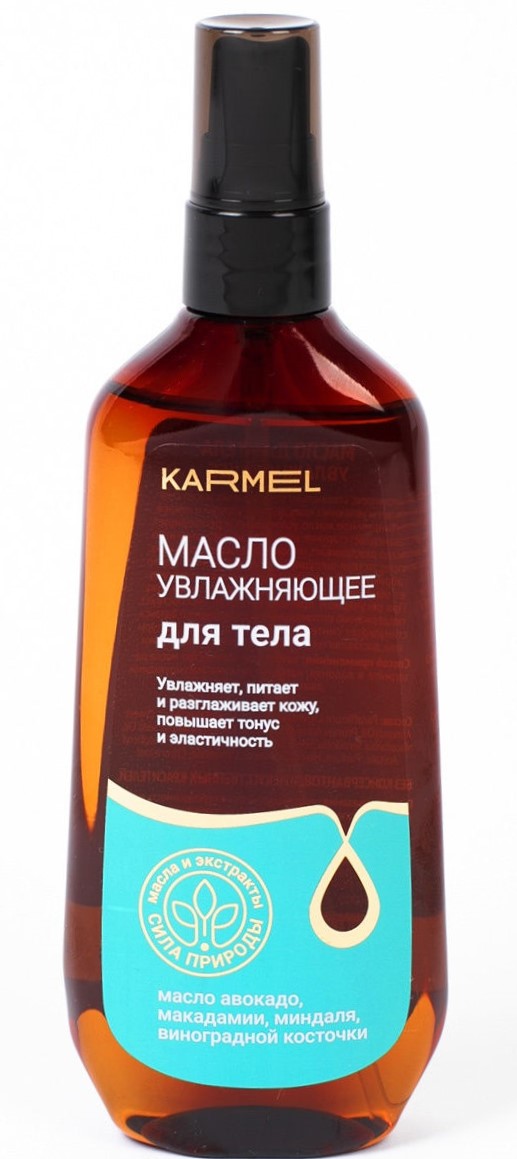 KARMEL
МАСЛО
УВЛАЖНЯЮЩЕЕ
для тела
Увлажняет, питает
и разглаживает кожу,
повышает тонус
и эластичность
масла и экстракты
СИЛА ПРИРОДЫ
масло авокадо,
макадамии, миндаля,
виноградной косточки